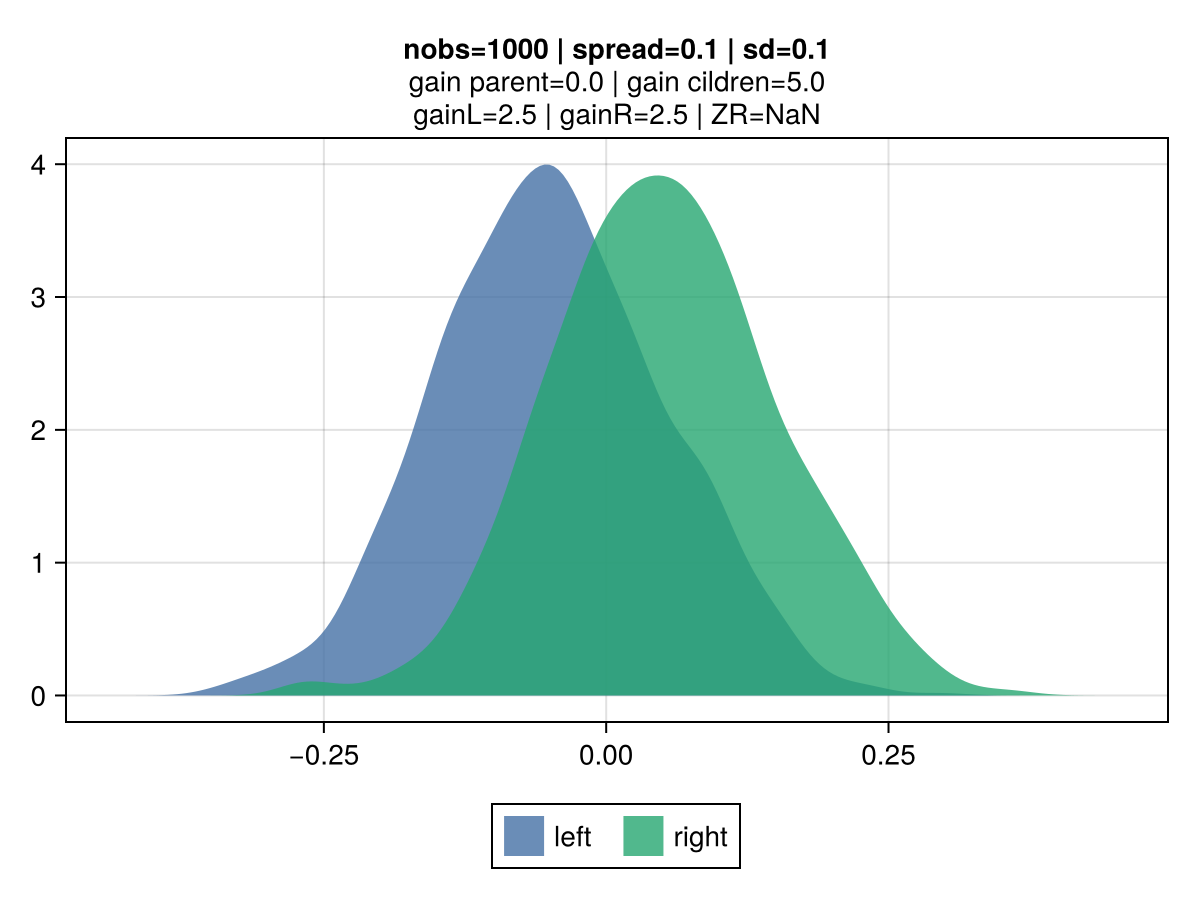 nobs=1000 | spread=0.1 | sd=0.1
gain parent=0.0 | gain cildren=5.0
gainL=2.5 | gainR=2.5 | ZR=NaN
4
3
2
1
0
−0.25
0.00
0.25
left
right